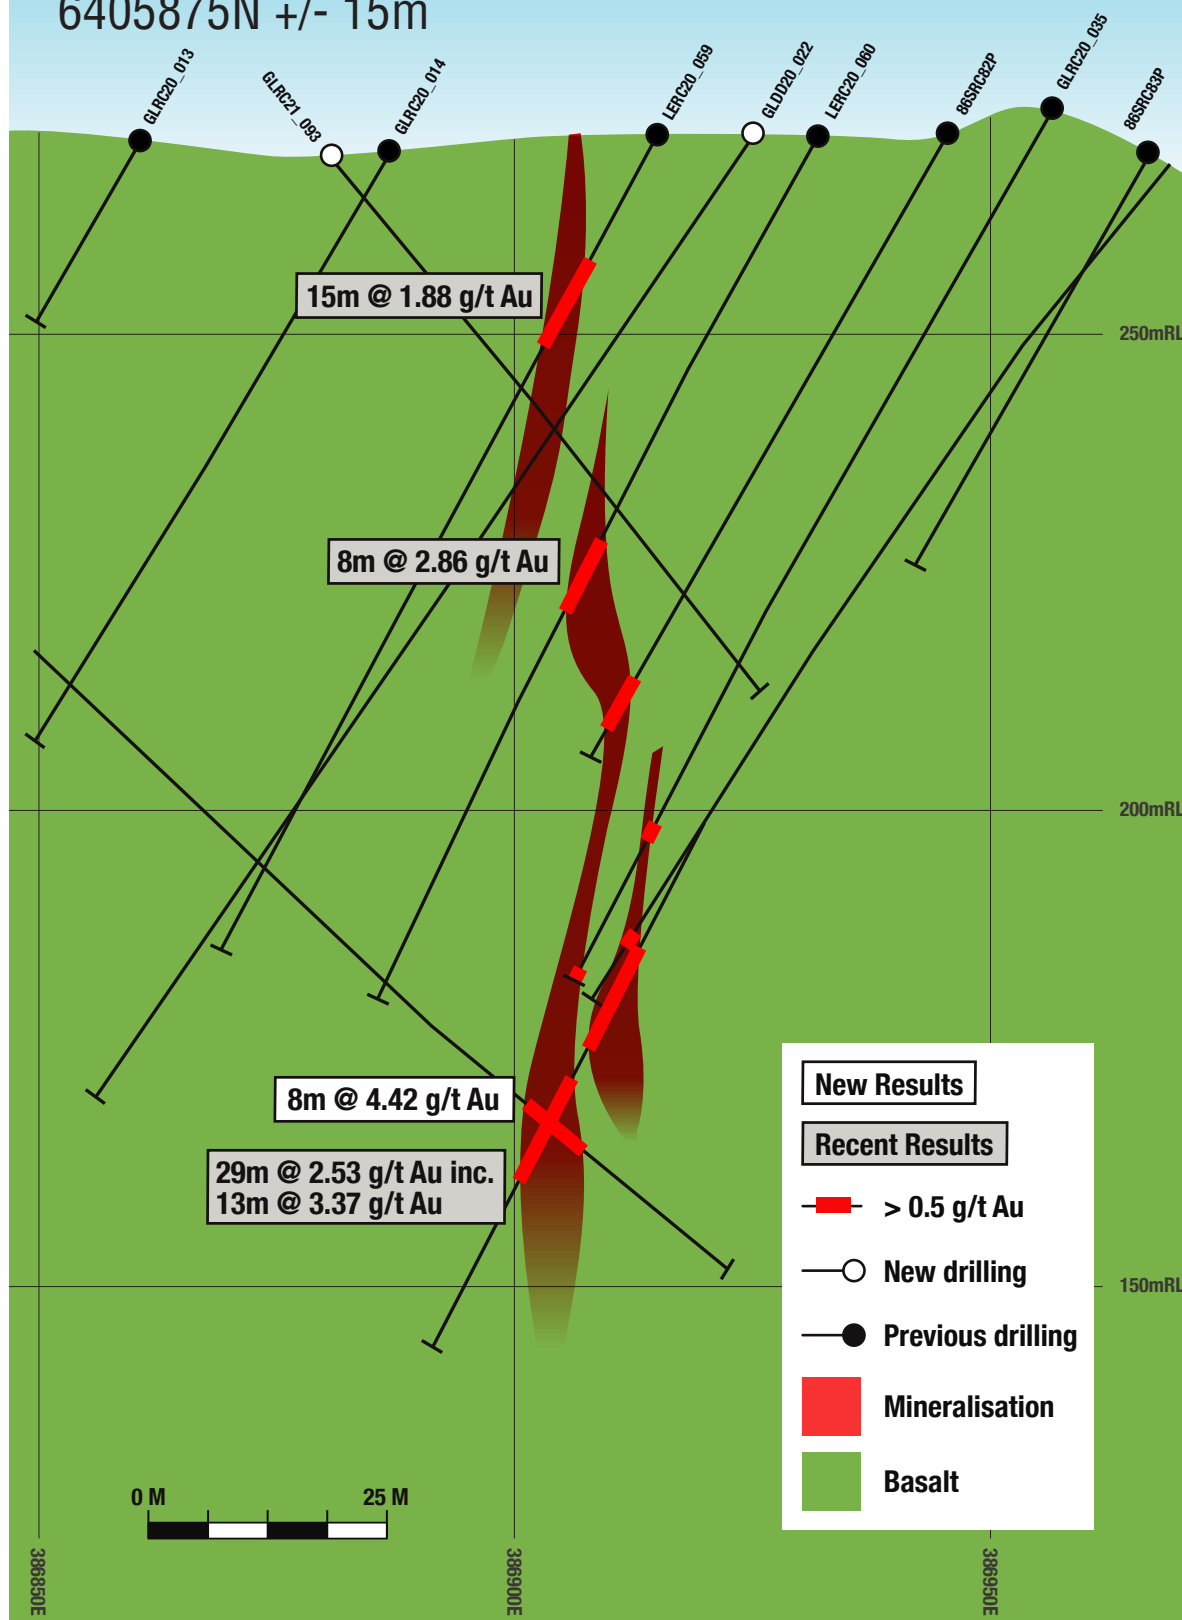 6405875N +/- 15m
GLRC20_013
GLRC21_093
GLRC20_014
LERC20_059
GLDD20_022
LERC20_060
86SRC82P
GLRC20_035
86SRC83P
15m @ 1.88 g/t Au
250mRL
8m @ 2.86 g/t Au
200mRL
8m @ 4.42 g/t Au
29m @ 2.53 g/t Au inc.
13m @ 3.37 g/t Au
150mRL
New Results
Recent Results
> 0.5 g/t Au
New drilling
Previous drilling
Mineralisation
Basalt
0 M
25 M
386850E
386900E
386950E